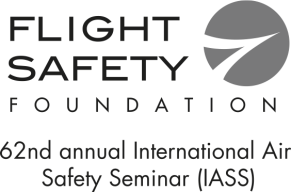 FLIGHT
SAFETY
FOUNDATION
62nd annual International Air
Safety Seminar (IASS)